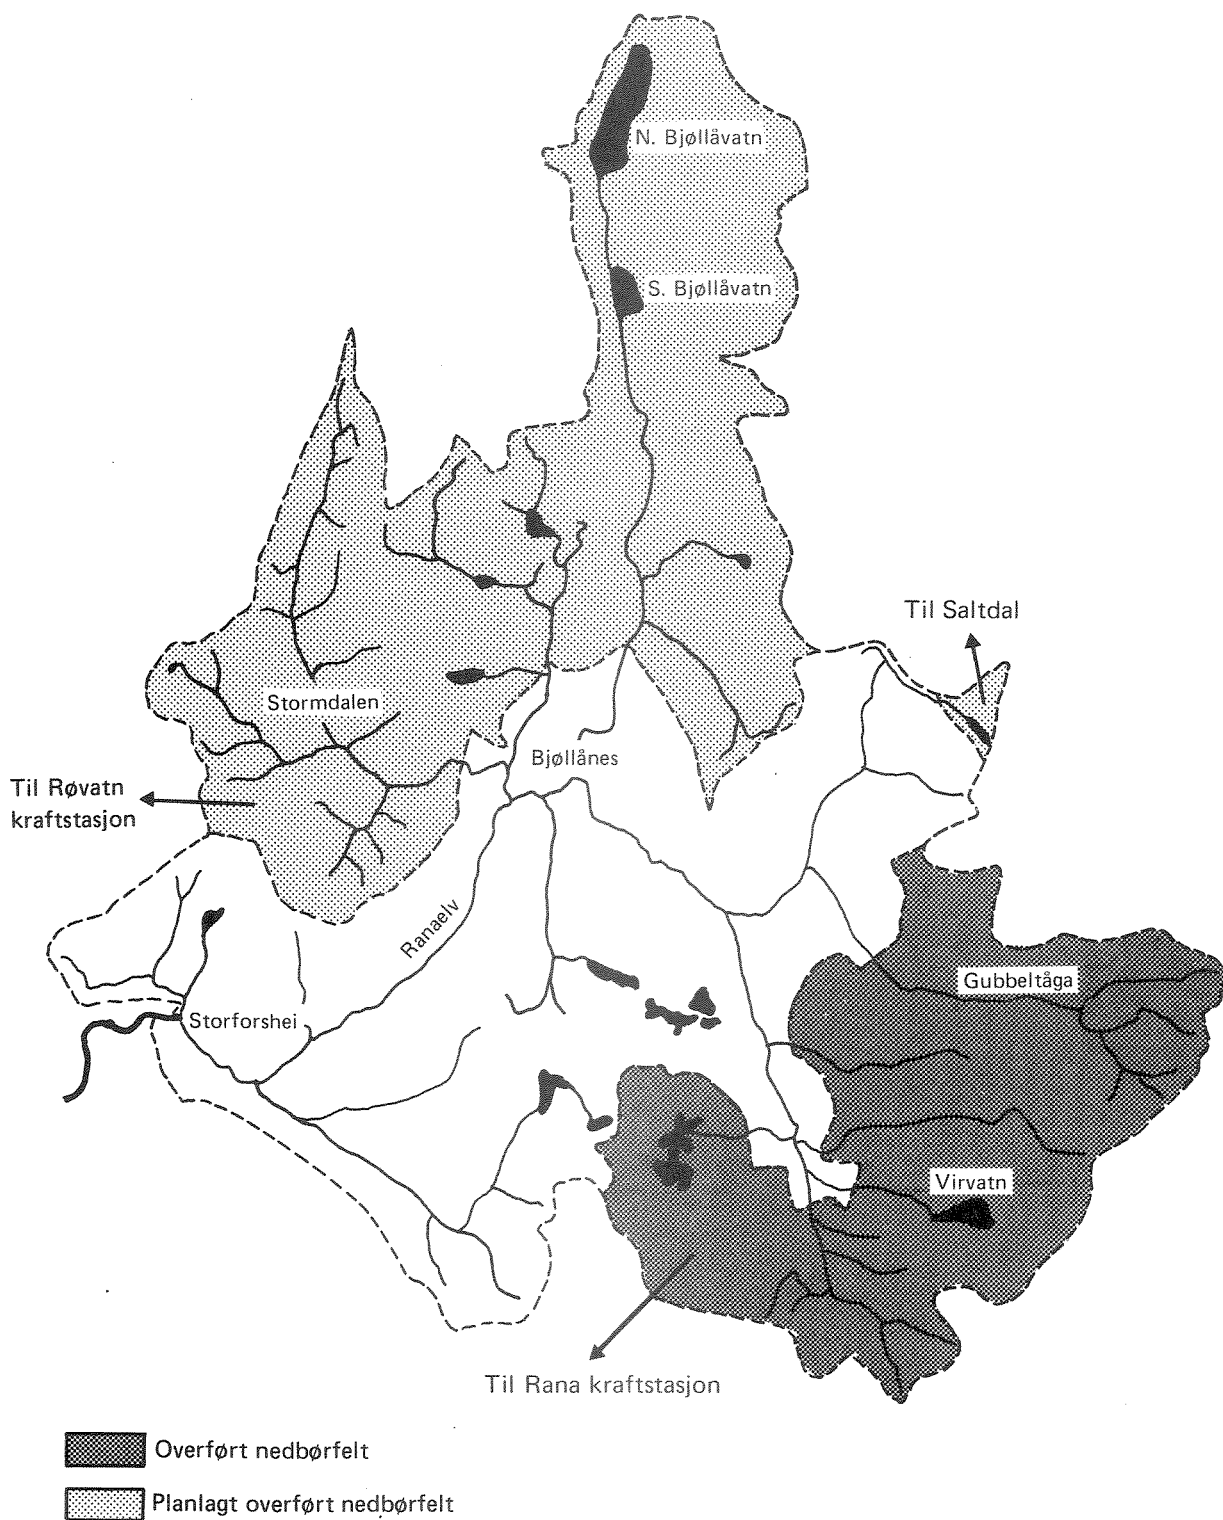 N. Bjøllåvatn
S. Bjøllåvatn
Til Saltdal
Stormdalen
Bjøllånes
Til Røvatn
kraftstasjon
Ranaelv
Gubbeltåga
Storforshei
Virvatn
Til Rana kraftstasjon
Overført nedbørfelt
Planlagt overført nedbørfelt